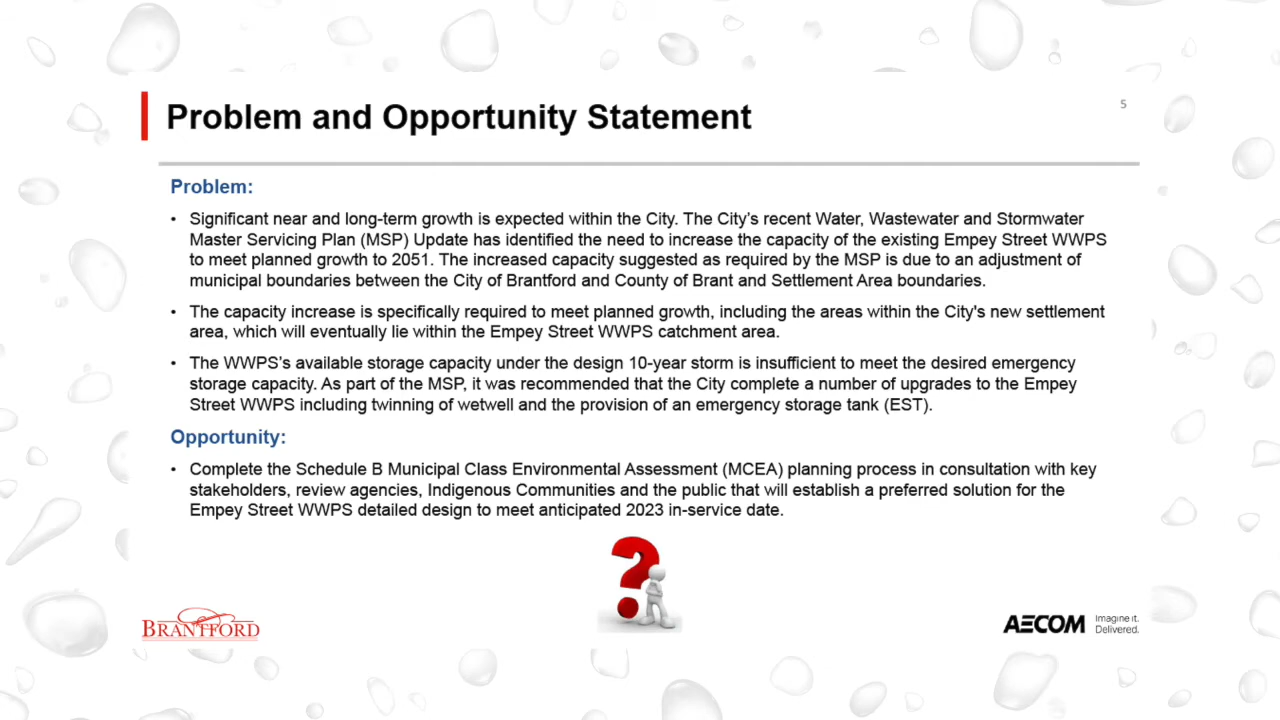 5
Problem and Opportunity Statement
Problem:
• Significant near and long-term growth is expected within the City. The City's recent Water, Wastewater and Stormwater
Master Servicing Plan (MSP) Update has identified the need to increase the capacity of the existing Empey Street WWPS
to meet planned growth to 2051. The increased capacity suggested as required by the MSP is due to an adjustment of
municipal boundaries between the City of Brantford and County of Brant and Settlement Area boundaries.
• The capacity increase is specifically required to meet planned growth, including the areas within the City's new settlement
area, which will eventually lie within the Empey Street WWPS catchment area.
• The WWPS's available storage capacity under the design 10-year storm is insufficient to meet the desired emergency
storage capacity. As part of the MSP, it was recommended that the City complete a number of upgrades to the Empey
Street WWPS including twinning of wetwell and the provision of an emergency storage tank (EST).
Opportunity:
• Complete the Schedule B Municipal Class Environmental Assessment (MCEA) planning process in consultation with key
stakeholders, review agencies, Indigenous Communities and the public that will establish a preferred solution for the
Empey Street WWPS detailed design to meet anticipated 2023 in-service date.
?
BRANTFORD
AECOM Imagine it.
Delivered.